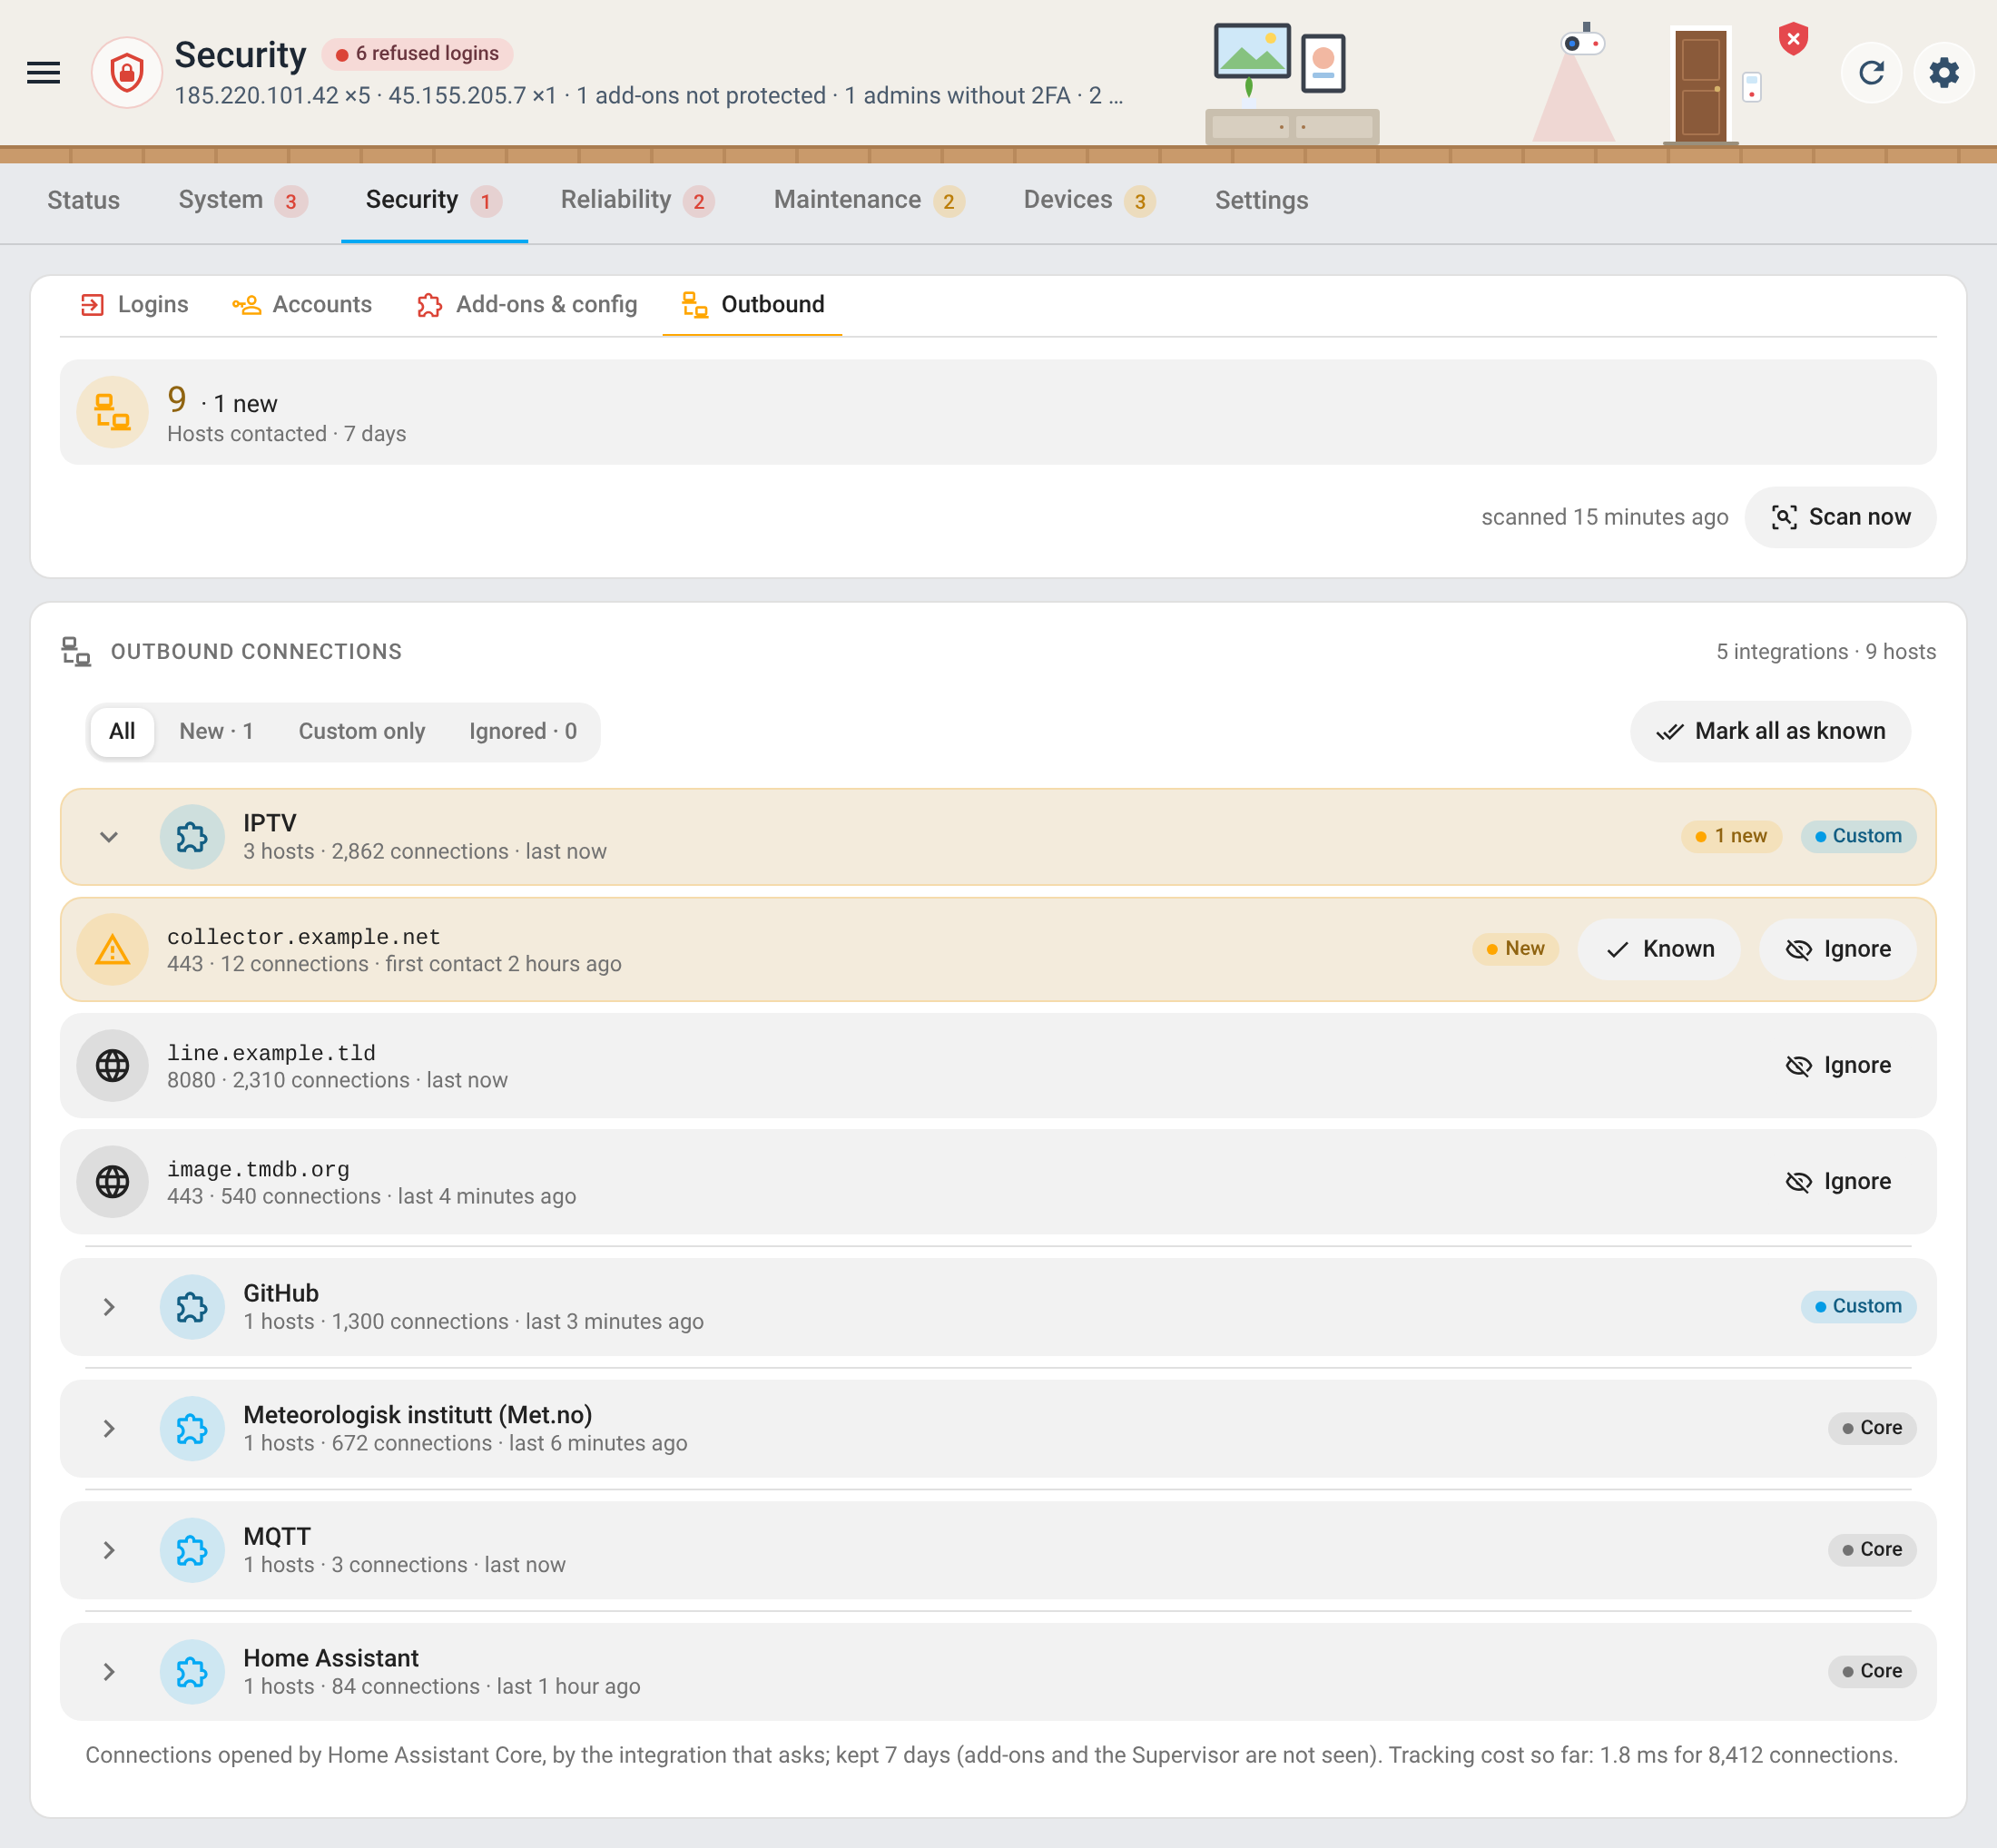 Security
6 refused logins
185.220.101.42 ×5 · 45.155.205.7 ×1 · 1 add-ons not protected · 1 admins without 2FA · 2 ...
Status
System 3
Security 1
Reliability 2
Maintenance 2
Devices 3
Settings
Logins
Accounts
Add-ons & config
Outbound
9 · 1 new
Hosts contacted · 7 days
scanned 15 minutes ago
Scan now
OUTBOUND CONNECTIONS
5 integrations · 9 hosts
All
New · 1
Custom only
Ignored · 0
Mark all as known
IPTV
3 hosts · 2,862 connections · last now
1 new
Custom
collector.example.net
443 · 12 connections · first contact 2 hours ago
New
Known
Ignore
line.example.tld
8080 · 2,310 connections · last now
Ignore
image.tmdb.org
443 · 540 connections · last 4 minutes ago
Ignore
GitHub
1 hosts · 1,300 connections · last 3 minutes ago
Custom
Meteorologisk institutt (Met.no)
1 hosts · 672 connections · last 6 minutes ago
Core
MQTT
1 hosts · 3 connections · last now
Core
Home Assistant
1 hosts · 84 connections · last 1 hour ago
Core
Connections opened by Home Assistant Core, by the integration that asks; kept 7 days (add-ons and the Supervisor are not seen). Tracking cost so far: 1.8 ms for 8,412 connections.